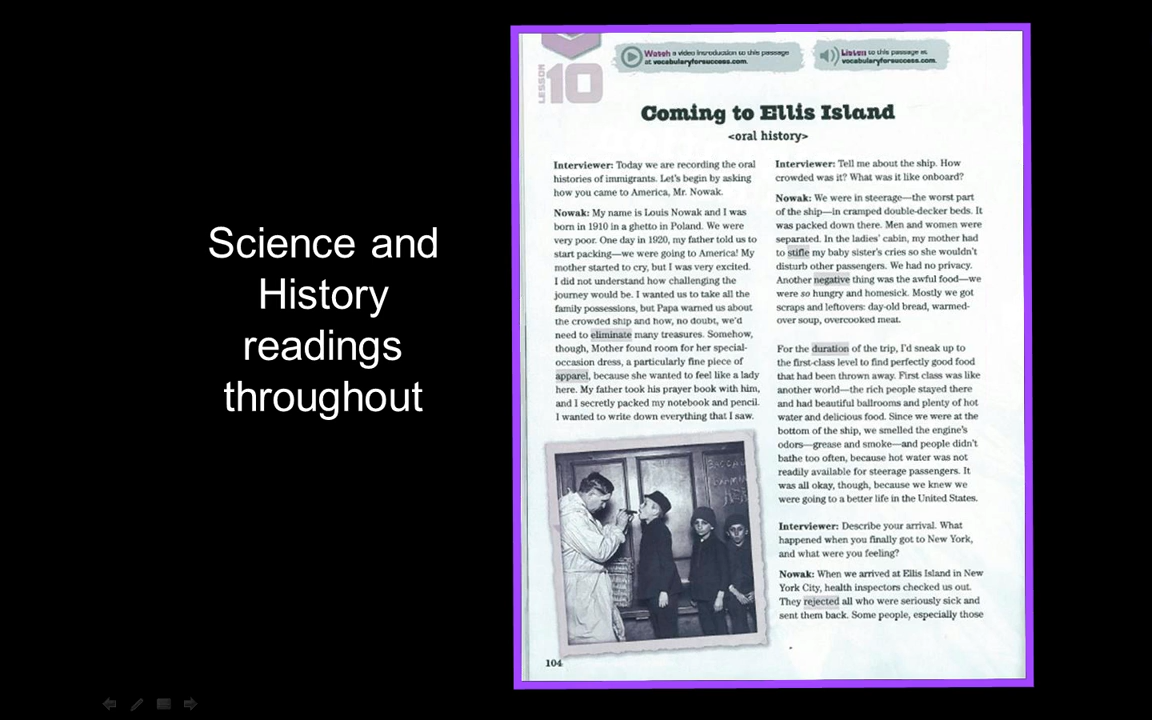 Science and
History
readings
throughout
Watch a video introduction to this passage
at vocabularyforsuccess.com.
Listen to this passage at
vocabularyforsuccess.com.
LESSON
10
Coming to Ellis Island
<oral history>
Interviewer: Today we are recording the oral
histories of immigrants. Let's begin by asking
how you came to America, Mr. Nowak.
Nowak: My name is Louis Nowak and I was
born in 1910 in a ghetto in Poland. We were
very poor. One day in 1920, my father told us to
start packing—we were going to America! My
mother started to cry, but I was very excited.
I did not understand how challenging the
journey would be. I wanted us to take all the
family possessions, but Papa warned us about
the crowded ship and how, no doubt, we'd
need to eliminate many treasures. Somehow,
though, Mother found room for her special-
occasion dress, a particularly fine piece of
apparel, because she wanted to feel like a lady
here. My father took his prayer book with him,
and I secretly packed my notebook and pencil.
I wanted to write down everything that I saw.
104
Interviewer: Tell me about the ship. How
crowded was it? What was it like onboard?
Nowak: We were in steerage—the worst part
of the ship—in cramped double-decker beds. It
was packed down there. Men and women were
separated. In the ladies' cabin, my mother had
to stifle my baby sister's cries so she wouldn't
disturb other passengers. We had no privacy.
Another negative thing was the awful food—we
were so hungry and homesick. Mostly we got
scraps and leftovers: day-old bread, warmed-
over soup, overcooked meat.
For the duration of the trip, I'd sneak up to
the first-class level to find perfectly good food
that had been thrown away. First class was like
another world—the rich people stayed there
and had beautiful ballrooms and plenty of hot
water and delicious food. Since we were at the
bottom of the ship, we smelled the engine's
odors—grease and smoke—and people didn't
bathe too often, because hot water was not
readily available for steerage passengers. It
was all okay, though, because we knew we
were going to a better life in the United States.
Interviewer: Describe your arrival. What
happened when you finally got to New York,
and what were you feeling?
Nowak: When we arrived at Ellis Island in New
York City, health inspectors checked us out.
They rejected all who were seriously sick and
sent them back. Some people, especially those